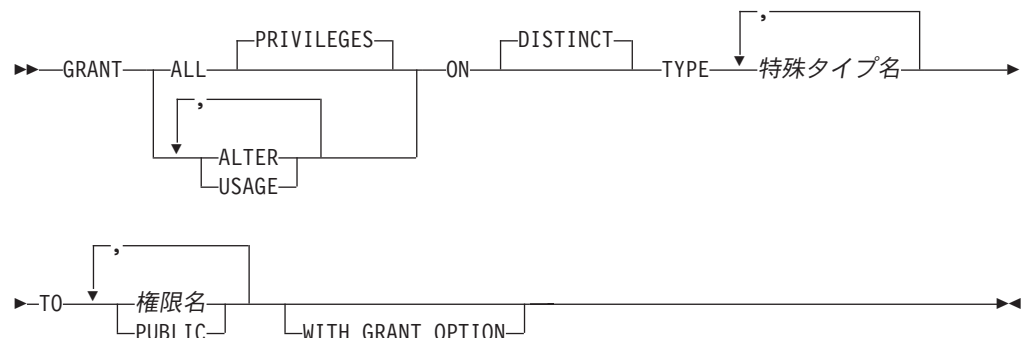 PRIVILEGES DISTINCT ,
GRANT ALL ON TYPE 特殊タイプ名
,
ALTER
USAGE
,
TO 権限名
PUBLIC WITH GRANT OPTION